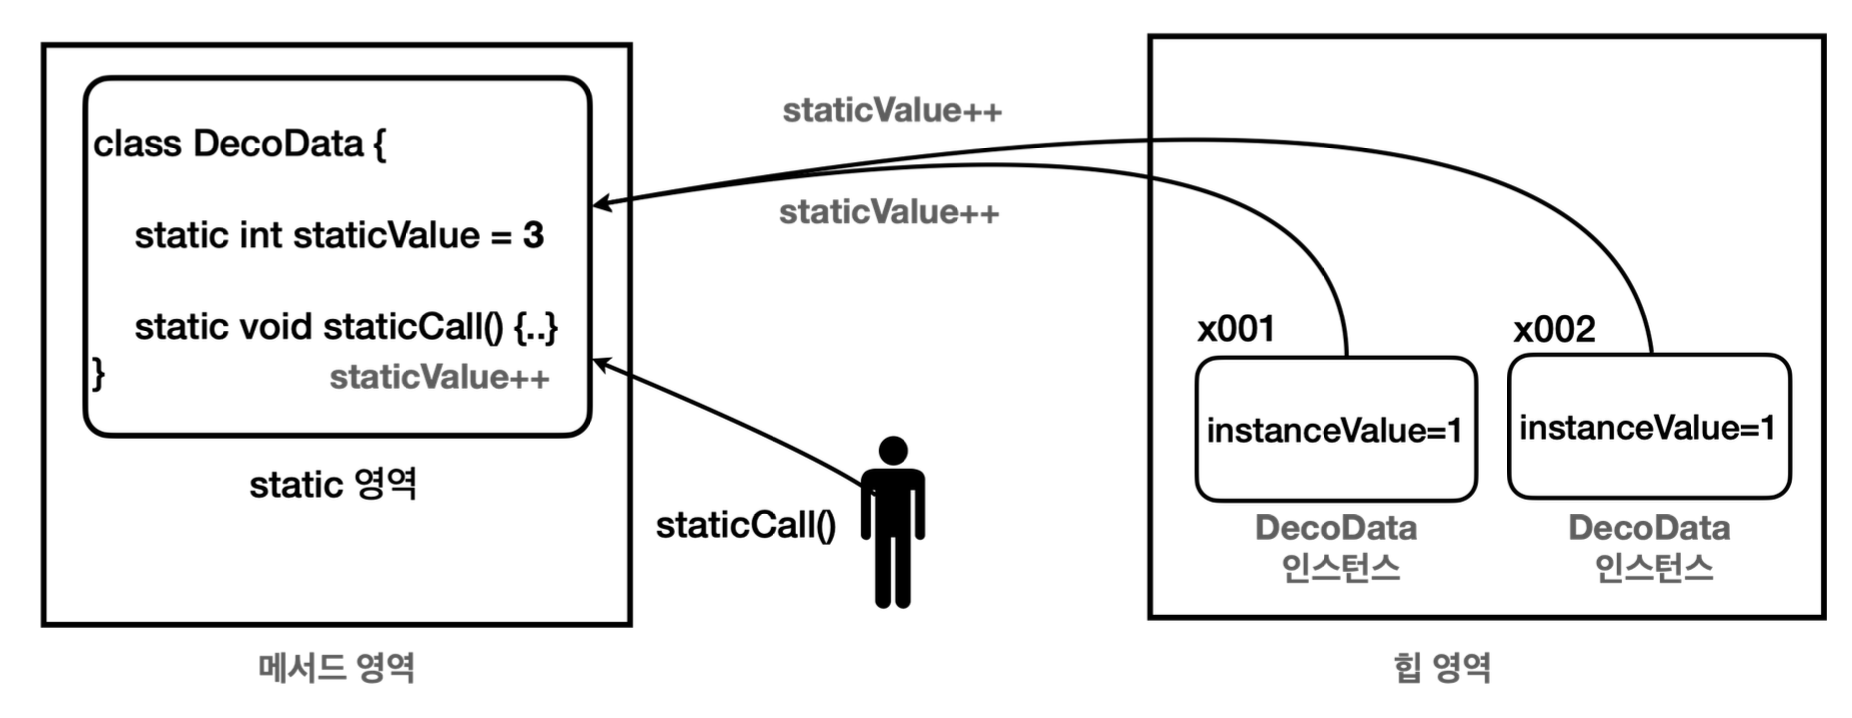 class DecoData {
static int staticValue = 3
static void staticCall() {..}
}
staticValue++
static 영역
메서드 영역
staticValue++
staticValue++
staticCall()
x001
instanceValue=1
DecoData
인스턴스
x002
instanceValue=1
DecoData
인스턴스
힙 영역